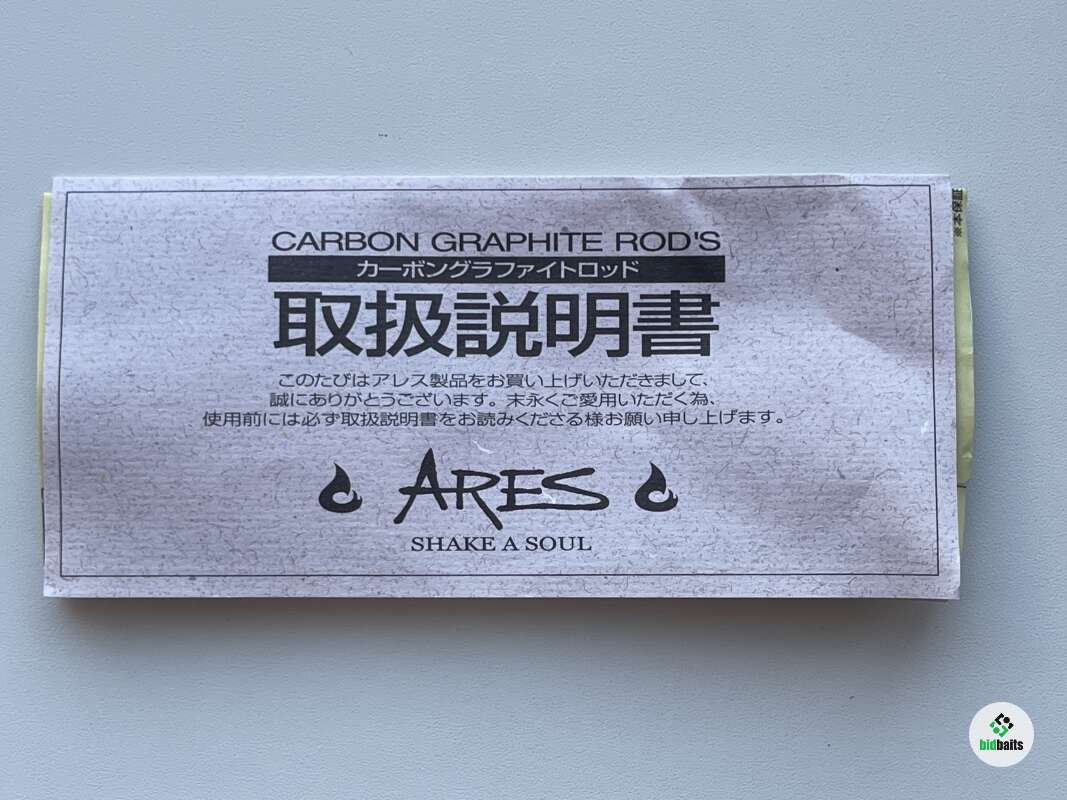 CARBON GRAPHITE ROD'S
カーボングラファイトロッド
取扱説明書
このたびはアレス製品をお買い上げいただきまして、
誠にありがとうございます。末永くご愛用いただく為、
使用前には必ず取扱説明書をお読みくださる様お願い申し上げます。
ARES
SHAKE A SOUL
bidbaits